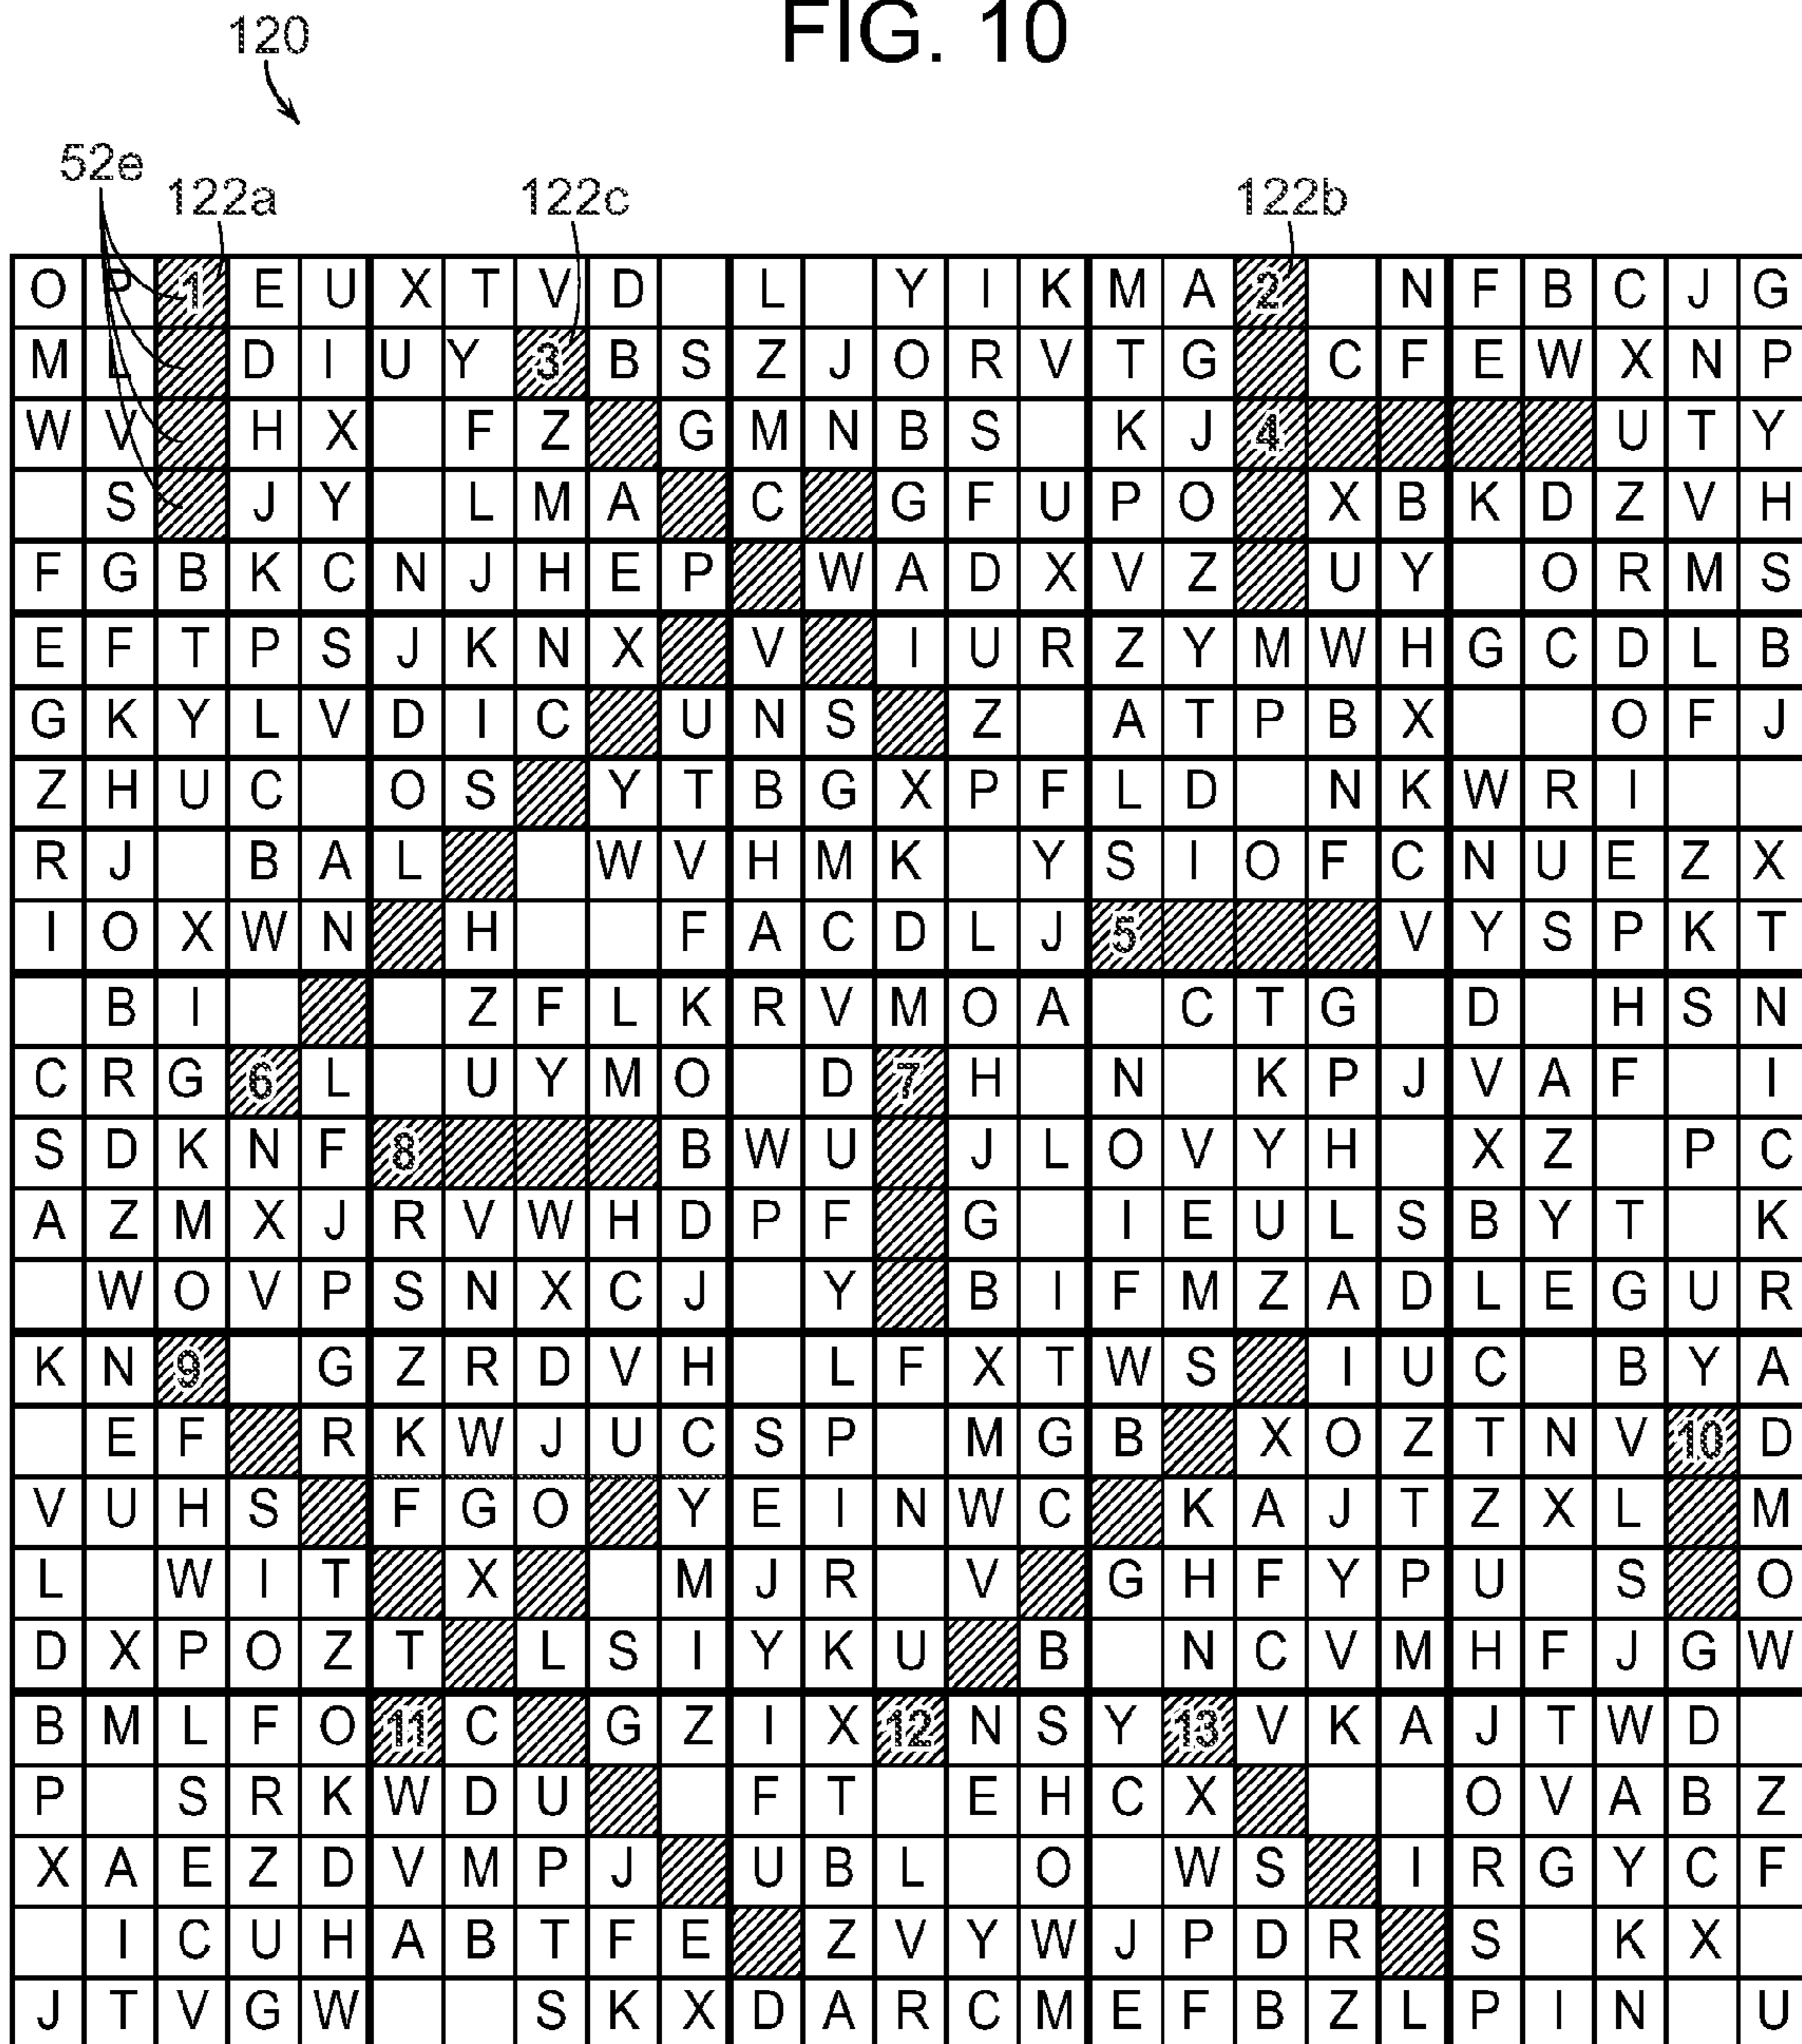 FIG. 10
120
52e
122a 122c 122b
O P 1 E U X T V D L Y I K M A 2 N F B C J G
M L D I U Y 3 B S Z J O R V T G C F E W X N P
W V H X F Z G M N B S K J 4 U T Y
S J Y L M A C G F U P O X B K D Z V H
F G B K C N J H E P W A D X V Z U Y O R M S
E F T P S J K N X V I U R Z Y M W H G C D L B
G K Y L V D I C U N S Z A T P B X O F J
Z H U C O S Y T B G X P F L D N K W R I
R J B A L W V H M K Y S I O F C N U E Z X
I O X W N H F A C D L J 5 V Y S P K T
B I Z F L K R V M O A C T G D H S N
C R G 6 L U Y M O D 7 H N K P J V A F I
S D K N F 8 B W U J L O V Y H X Z P C
A Z M X J R V W H D P F G I E U L S B Y T K
W O V P S N X C J Y B I F M Z A D L E G U R
K N 9 G Z R D V H L F X T W S I U C B Y A
E F R K W J U C S P M G B X O Z T N V 10 D
V U H S F G O Y E I N W C K A J T Z X L M
L W I T X M J R V G H F Y P U S O
D X P O Z T L S I Y K U B N C V M H F J G W
B M L F O 11 C G Z I X 12 N S Y 13 V K A J T W D
P S R K W D U F T E H C X O V A B Z
X A E Z D V M P J U B L O W S I R G Y C F
I C U H A B T F E Z V Y W J P D R S K X
J T V G W S K X D A R C M E F B Z L P I N U